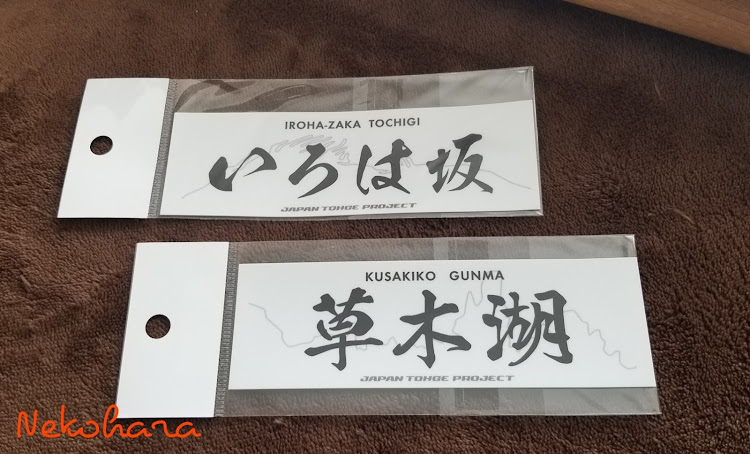 IROHA-ZAKA TOCHIGI
いろは坂
JAPAN TOHGE PROJECT
KUSAKIKO GUNMA
草木湖
JAPAN TOHGE PROJECT
Nekohara